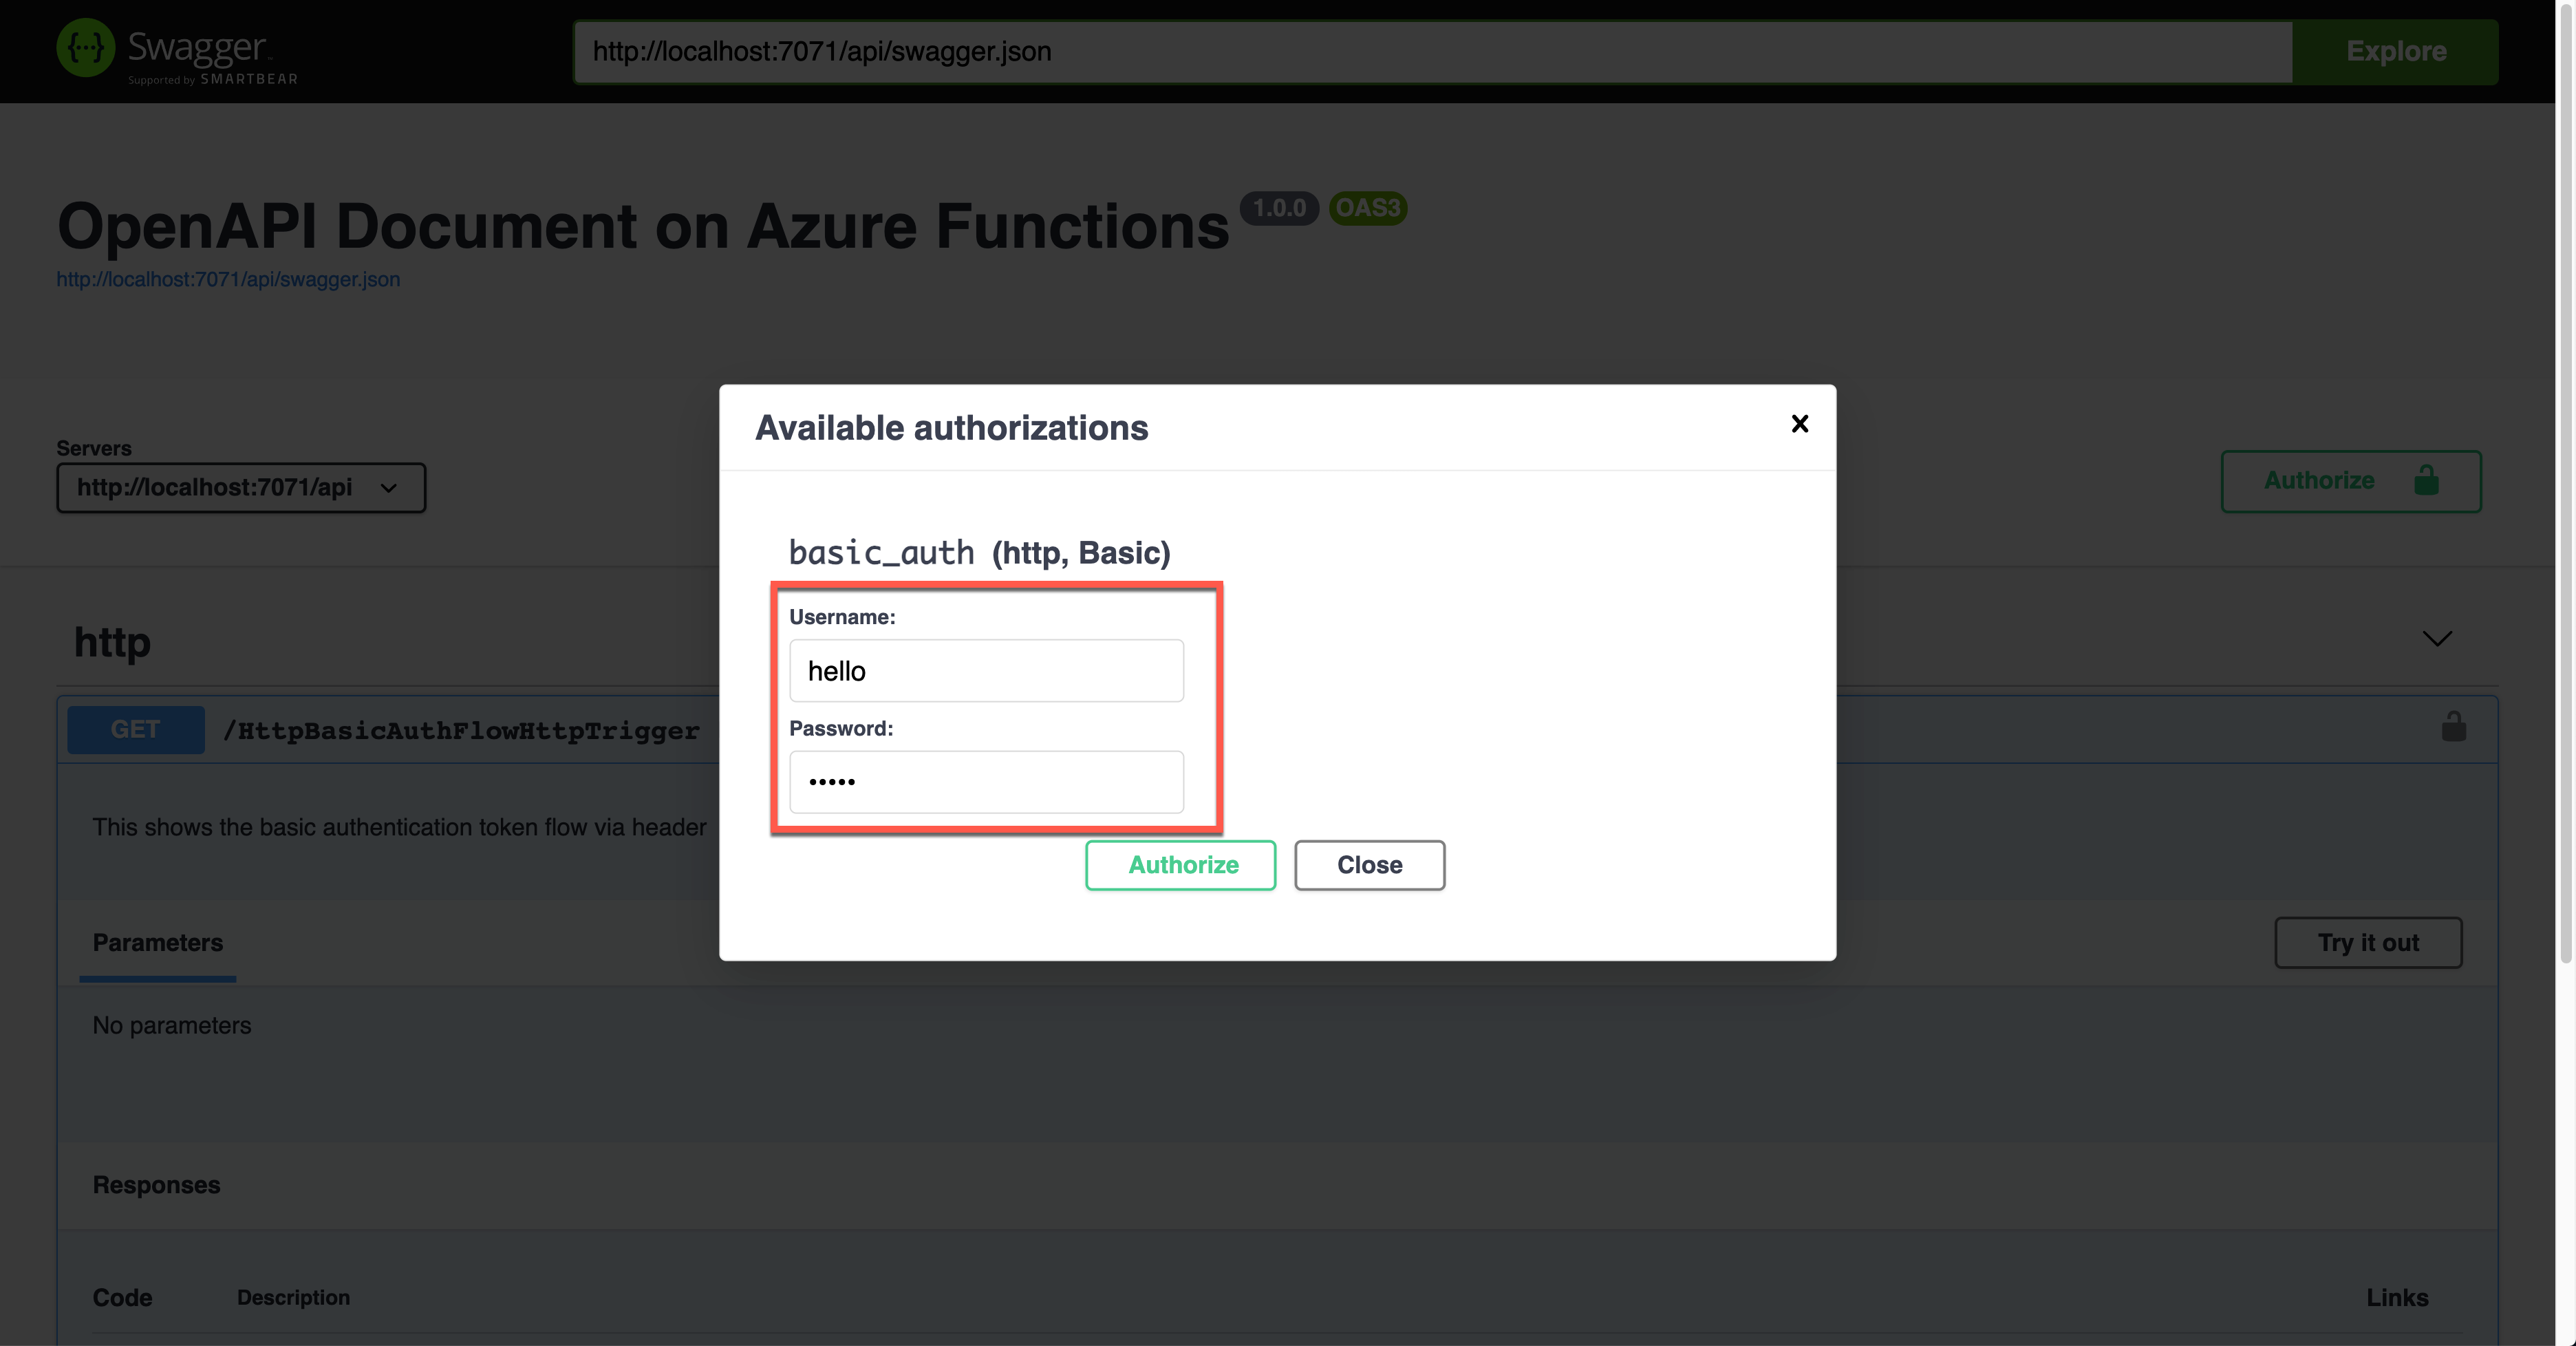 {···} Swagger
Supported by SMARTBEAR
http://localhost:7071/api/swagger.json
Explore
OpenAPI Document on Azure Functions 1.0.0 OAS3
http://localhost:7071/api/swagger.json
Servers
http://localhost:7071/api
Authorize
Available authorizations
basic_auth (http, Basic)
Username:
hello
Password:
•••••
Authorize Close
http
GET /HttpBasicAuthFlowHttpTrigger
This shows the basic authentication token flow via header
Parameters
Try it out
No parameters
Responses
Code Description Links